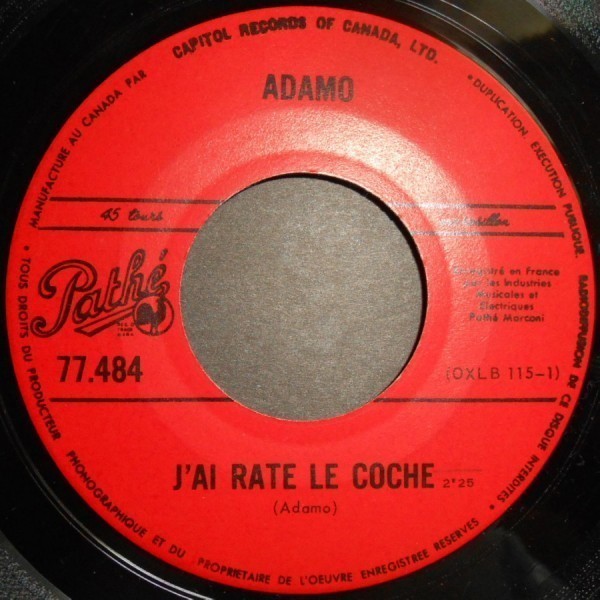 MANUFACTURE AU CANADA PAR CAPITOL RECORDS OF CANADA, LTD.
•DUPLICATION, EXECUTION PUBLIQUE, RADIODIFFUSION DE CE DISQUE INTERDITES•
ADAMO
45 tours
Pathé
en France
par les Industries
Musicales et
Electriques
Pathé Marconi
77.484
(OXLB 115-1)
J'AI RATE LE COCHE 2"25
(Adamo)
• TOUS DROITS DU PRODUCTEUR PHONOGRAPHIQUE ET DU PROPRIETAIRE DE L'OEUVRE ENREGISTREE RESERVES